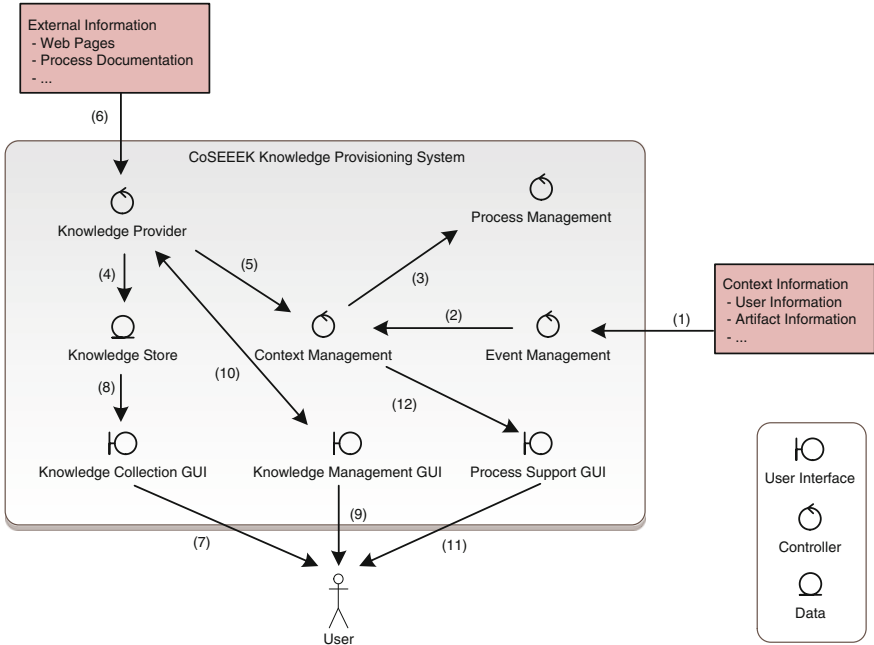 External Information
- Web Pages
- Process Documentation
- ...
(6)
CoSEEEK Knowledge Provisioning System
Process Management
Knowledge Provider
(5)
(3)
(4)
Context Information
- User Information
- Artifact Information
- ...
(2)
(1)
Knowledge Store
Context Management
Event Management
(8)
(10)
(12)
Knowledge Collection GUI
Knowledge Management GUI
Process Support GUI
User Interface
(7)
(9)
(11)
Controller
Data
User